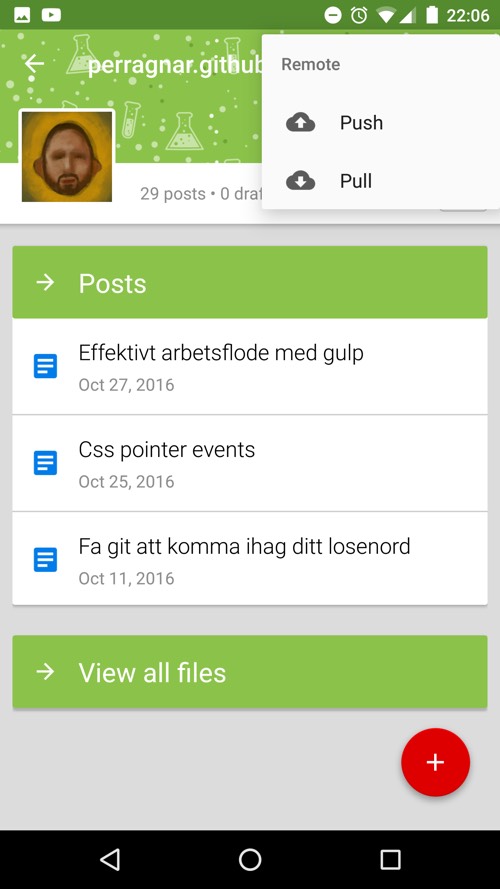 22:06
perragnar.github
Remote
Push
Pull
29 posts • 0 draf
Posts
Effektivt arbetsflode med gulp
Oct 27, 2016
Css pointer events
Oct 25, 2016
Fa git att komma ihag ditt losenord
Oct 11, 2016
View all files